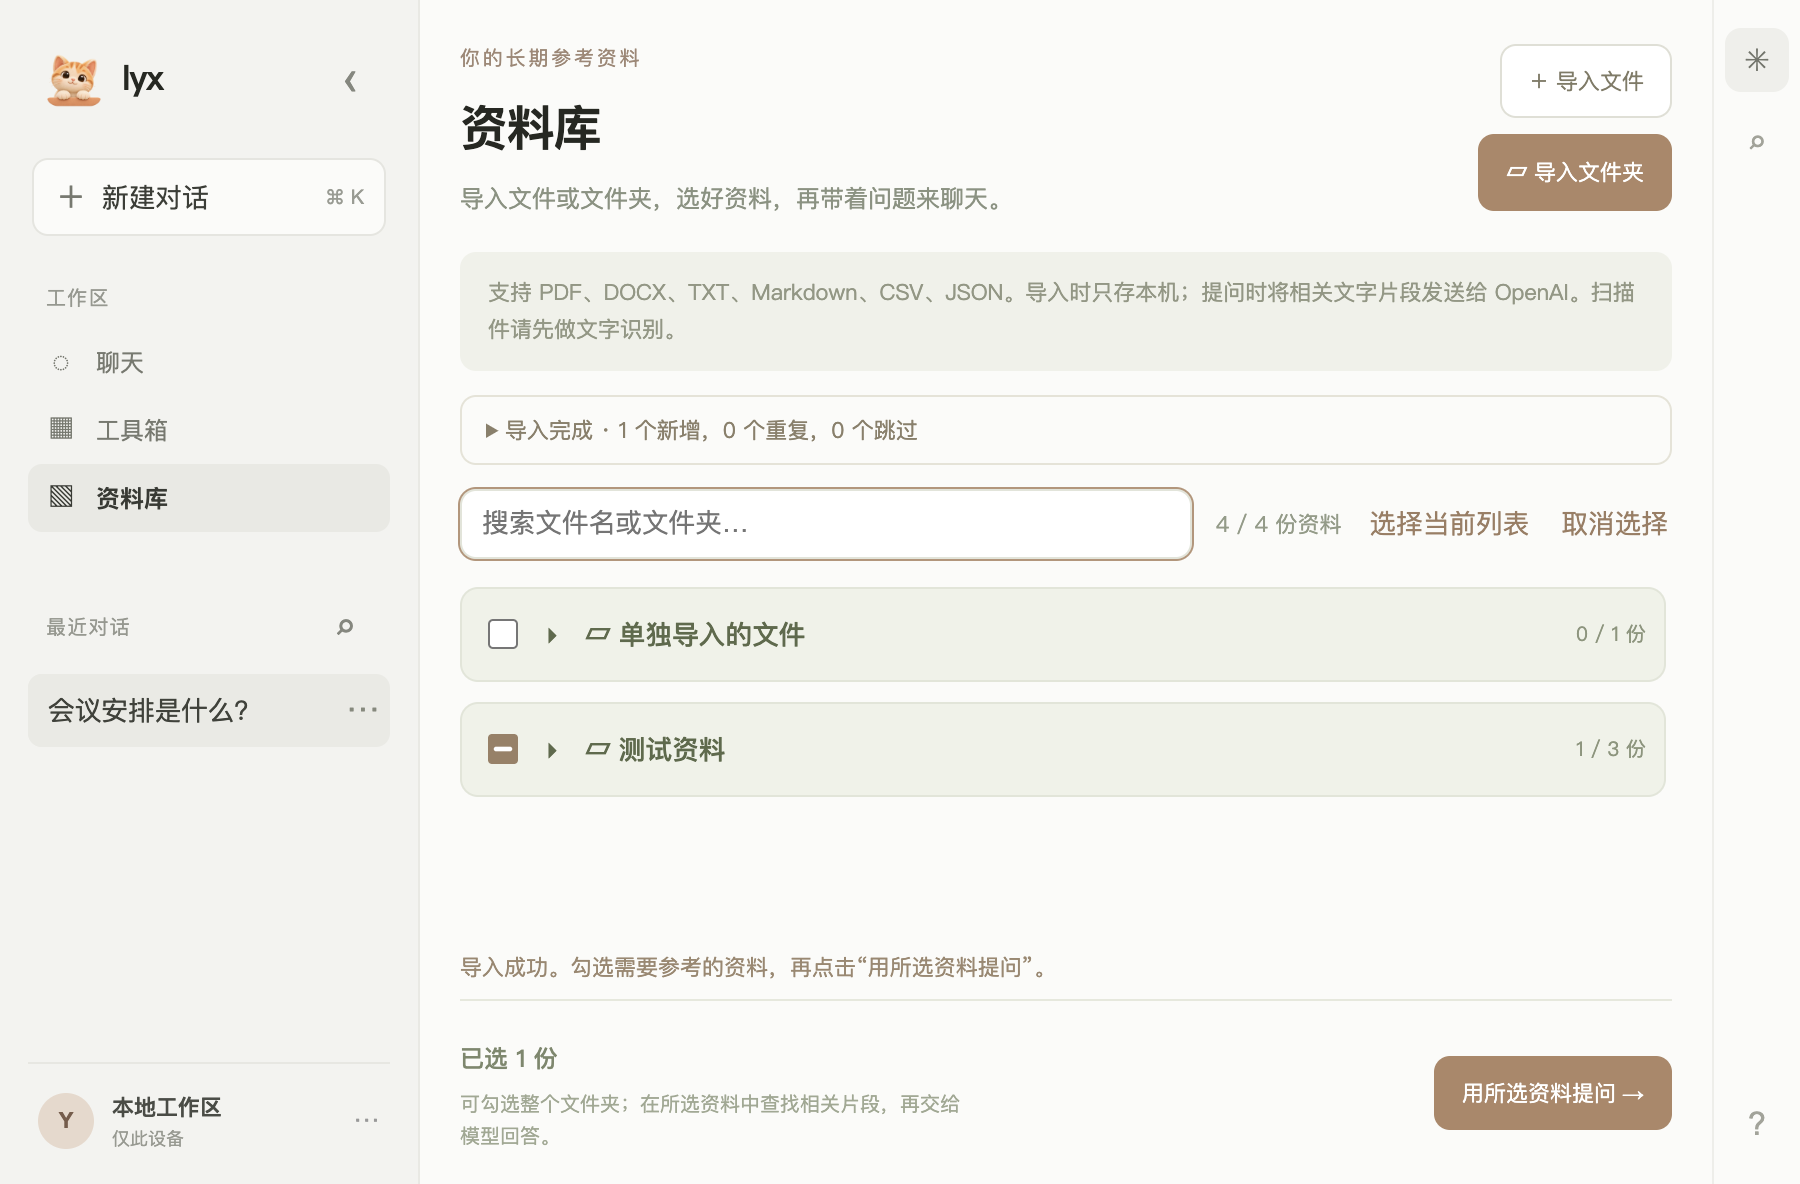 lyx
新建对话 ⌘ K
工作区
聊天
工具箱
资料库
最近对话
会议安排是什么?
Y
本地工作区
仅此设备
你的长期参考资料
资料库
导入文件或文件夹，选好资料，再带着问题来聊天。
+ 导入文件
导入文件夹
支持 PDF、DOCX、TXT、Markdown、CSV、JSON。导入时只存本机；提问时将相关文字片段发送给 OpenAI。扫描
件请先做文字识别。
导入完成 · 1 个新增，0 个重复，0 个跳过
搜索文件名或文件夹...
4 / 4 份资料
选择当前列表
取消选择
单独导入的文件
0 / 1 份
测试资料
1 / 3 份
导入成功。勾选需要参考的资料，再点击“用所选资料提问”。
已选 1 份
可勾选整个文件夹；在所选资料中查找相关片段，再交给
模型回答。
用所选资料提问 →
?